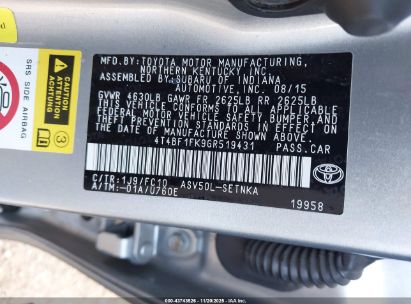 CAUTION
SRS SIDE AIRBAG
MFD. BY: TOYOTA MOTOR MANUFACTURING,
NORTHERN KENTUCKY, INC.
ASSEMBLED BY: SUBARU OF INDIANA
AUTOMOTIVE, INC. 08/15
GVWR 4630LB GAWR FR 2625LB RR 2625LB
THIS VEHICLE CONFORMS TO ALL APPLICABLE
FEDERAL MOTOR VEHICLE SAFETY, BUMPER, AND
THEFT PREVENTION STANDARDS IN EFFECT ON THE
DATE OF MANUFACTURE SHOWN ABOVE.
4T4BF1FK9GR519431 PASS.CAR
C/TR:1J9/FC10 ASV50L-SETNKA
A/TM:-01A/U760E
19958
TOYOTA